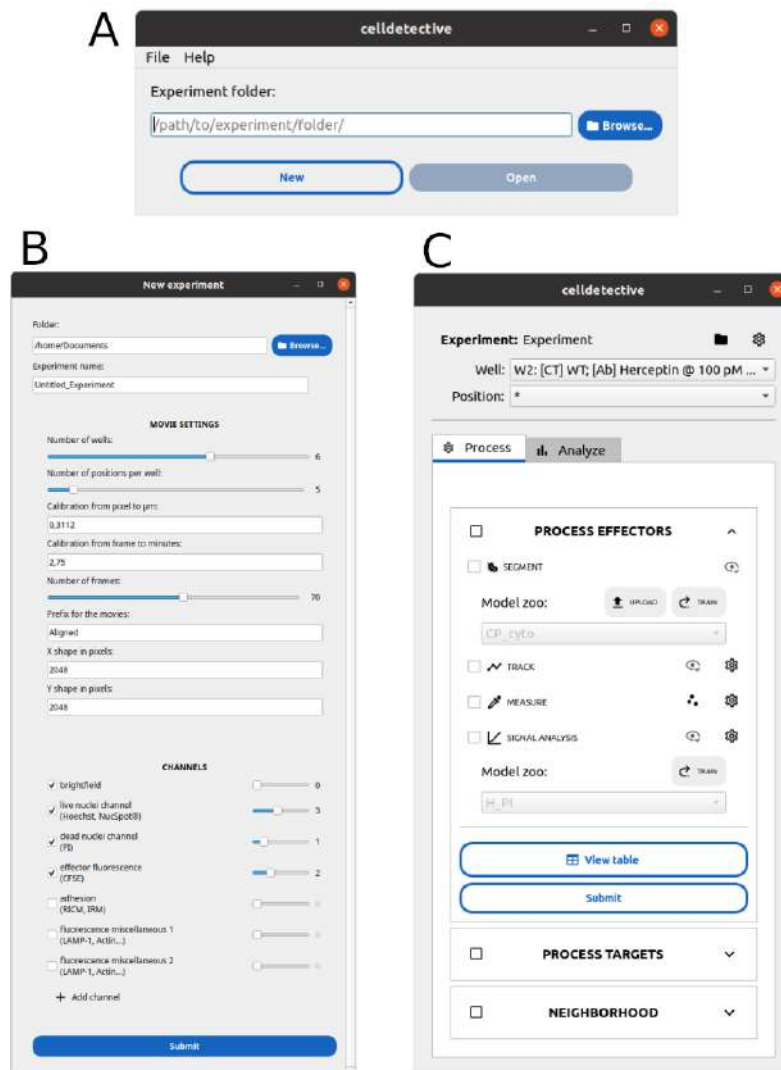 A
celldetective
File Help
Experiment folder:
/path/to/experiment/folder/
Browse...
New
Open
B
New experiment
Folder:
/home/Documents
Browse...
Experiment name:
Untitled_Experiment
MOVIE SETTINGS
Number of wells:
6
Number of positions per well:
5
Calibration from pixel to µm:
0,3112
Calibration from frame to minutes:
2,75
Number of frames:
70
Prefix for the movies:
Aligned
X shape in pixels:
2048
Y shape in pixels:
2048
CHANNELS
brightfield 0
live nuclei channel
(Hoechst, NucSpot®) 3
dead nuclei channel
(PI) 1
effector fluorescence
(CFSE) 2
adhesion
(RICM, IRM) 0
fluorescence miscellaneous 1
(LAMP-1, Actin...) 0
fluorescence miscellaneous 2
(LAMP-1, Actin...) 0
+ Add channel
Submit
C
celldetective
Experiment: Experiment
Well: W2: [CT] WT; [Ab] Herceptin @ 100 pM ...
Position: *
Process
Analyze
PROCESS EFFECTORS
SEGMENT
Model zoo: UPLOAD TRAIN
CP_cyto
TRACK
MEASURE
SIGNAL ANALYSIS
Model zoo: TRAIN
H_PI
View table
Submit
PROCESS TARGETS
NEIGHBORHOOD